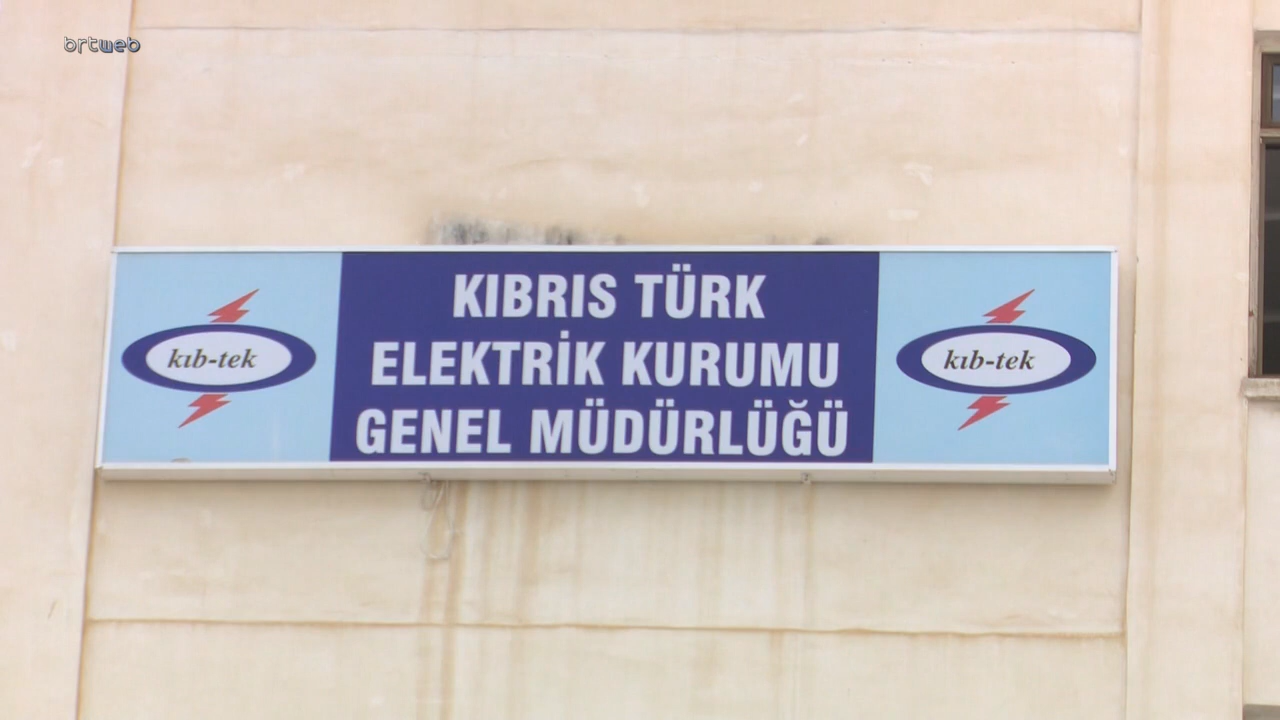 brtweb
KIBRIS TÜRK
ELEKTRİK KURUMU
GENEL MÜDÜRLÜĞÜ
kıb-tek
kıb-tek